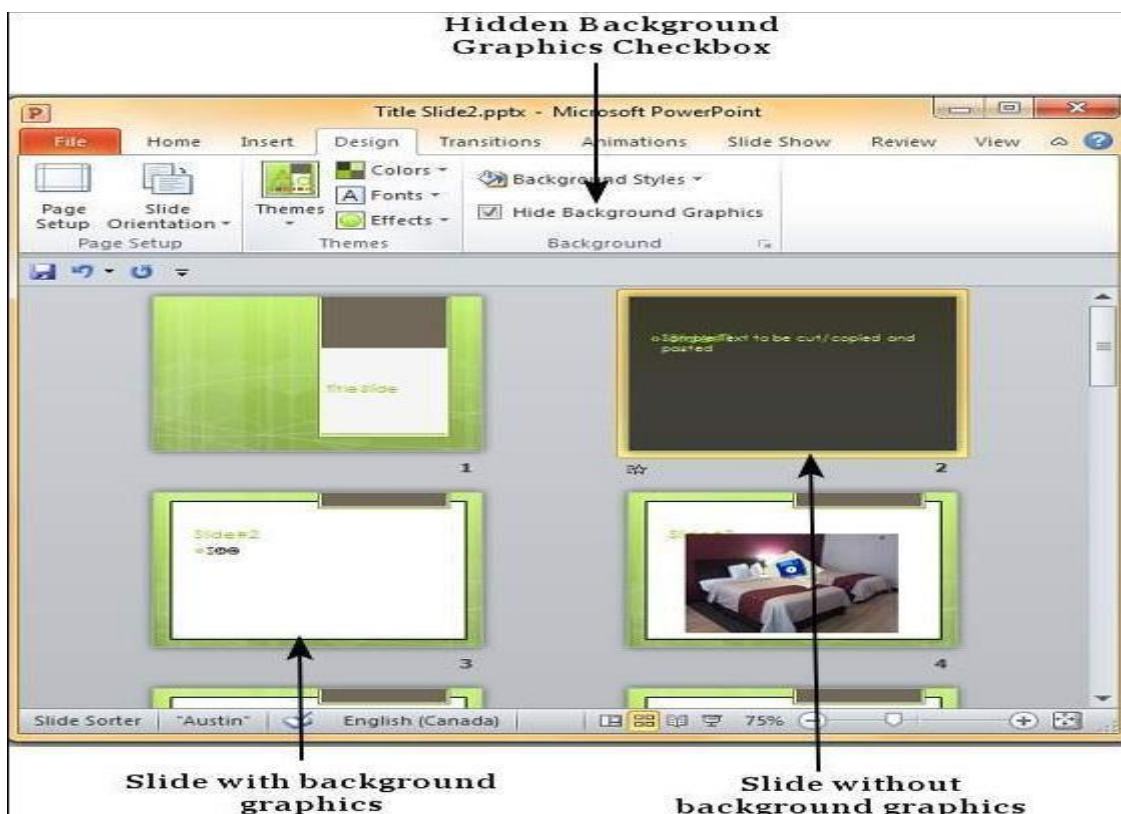 Hidden Background
Graphics Checkbox
Title Slide2.pptx - Microsoft PowerPoint
File Home Insert Design Transitions Animations Slide Show Review View
Page Setup
Slide Orientation
Themes
Colors
Fonts
Effects
Background Styles
Hide Background Graphics
Page Setup Themes Background
Title Slide
Text to be cut/copied and
pasted
1 2
Slide#2
3 4
Slide Sorter "Austin" English (Canada) 75%
Slide with background
graphics
Slide without
background graphics